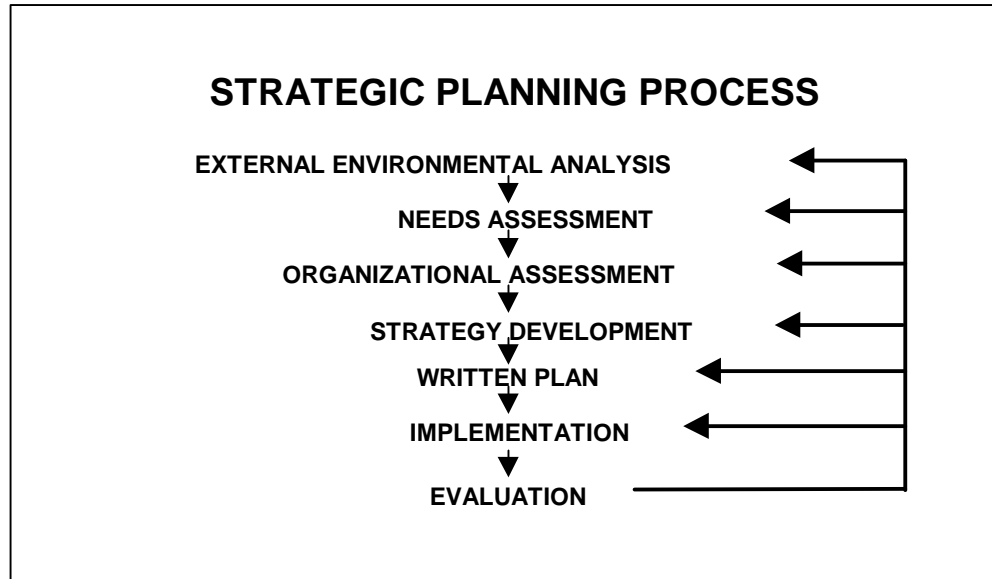 STRATEGIC PLANNING PROCESS
EXTERNAL ENVIRONMENTAL ANALYSIS
NEEDS ASSESSMENT
ORGANIZATIONAL ASSESSMENT
STRATEGY DEVELOPMENT
WRITTEN PLAN
IMPLEMENTATION
EVALUATION